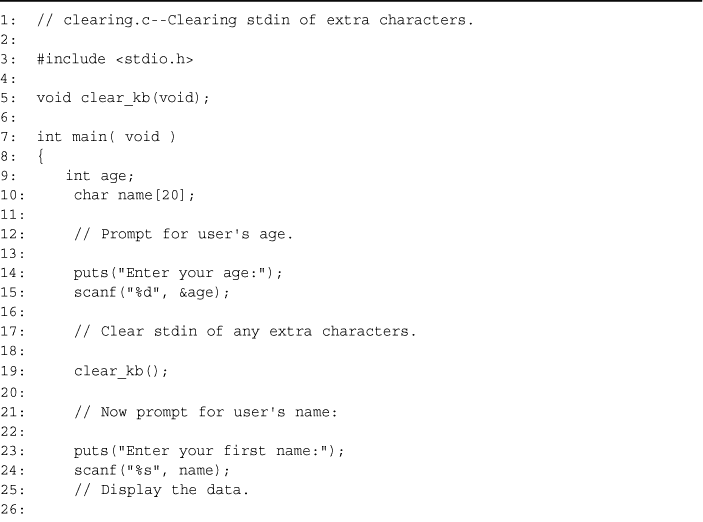 1: // clearing.c--Clearing stdin of extra characters.
2:
3: #include <stdio.h>
4:
5: void clear_kb(void);
6:
7: int main( void )
8: {
9:    int age;
10:     char name[20];
11:
12:     // Prompt for user's age.
13:
14:     puts("Enter your age:");
15:     scanf("%d", &age);
16:
17:     // Clear stdin of any extra characters.
18:
19:     clear_kb();
20:
21:     // Now prompt for user's name:
22:
23:     puts("Enter your first name:");
24:     scanf("%s", name);
25:     // Display the data.
26: